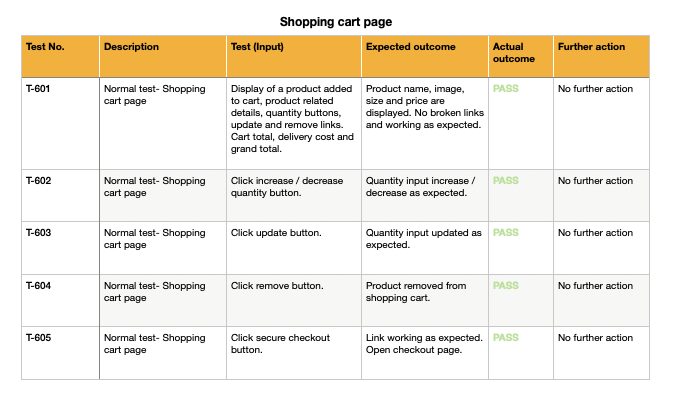 Shopping cart page
Test No.
Description
Test (Input)
Expected outcome
Actual
outcome
Further action
T-601
Normal test- Shopping
cart page
Display of a product added
to cart, product related
details, quantity buttons,
update and remove links.
Cart total, delivery cost and
grand total.
Product name, image,
size and price are
displayed. No broken links
and working as expected.
PASS
No further action
T-602
Normal test- Shopping
cart page
Click increase / decrease
quantity button.
Quantity input increase /
decrease as expected.
PASS
No further action
T-603
Normal test- Shopping
cart page
Click update button.
Quantity input updated as
expected.
PASS
No further action
T-604
Normal test- Shopping
cart page
Click remove button.
Product removed from
shopping cart.
PASS
No further action
T-605
Normal test- Shopping
cart page
Click secure checkout
button.
Link working as expected.
Open checkout page.
PASS
No further action